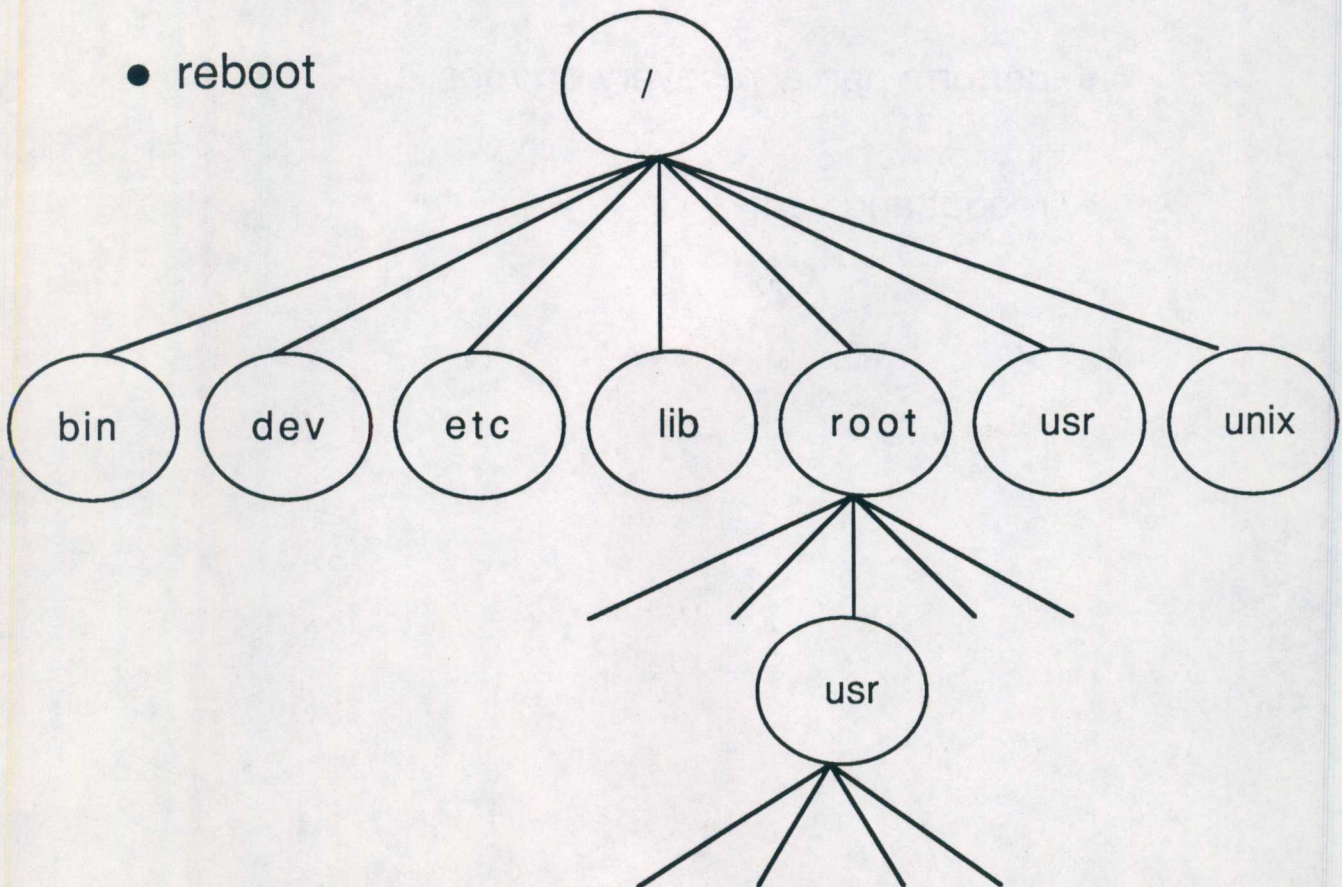 • reboot
/
bin dev etc lib root usr unix
usr